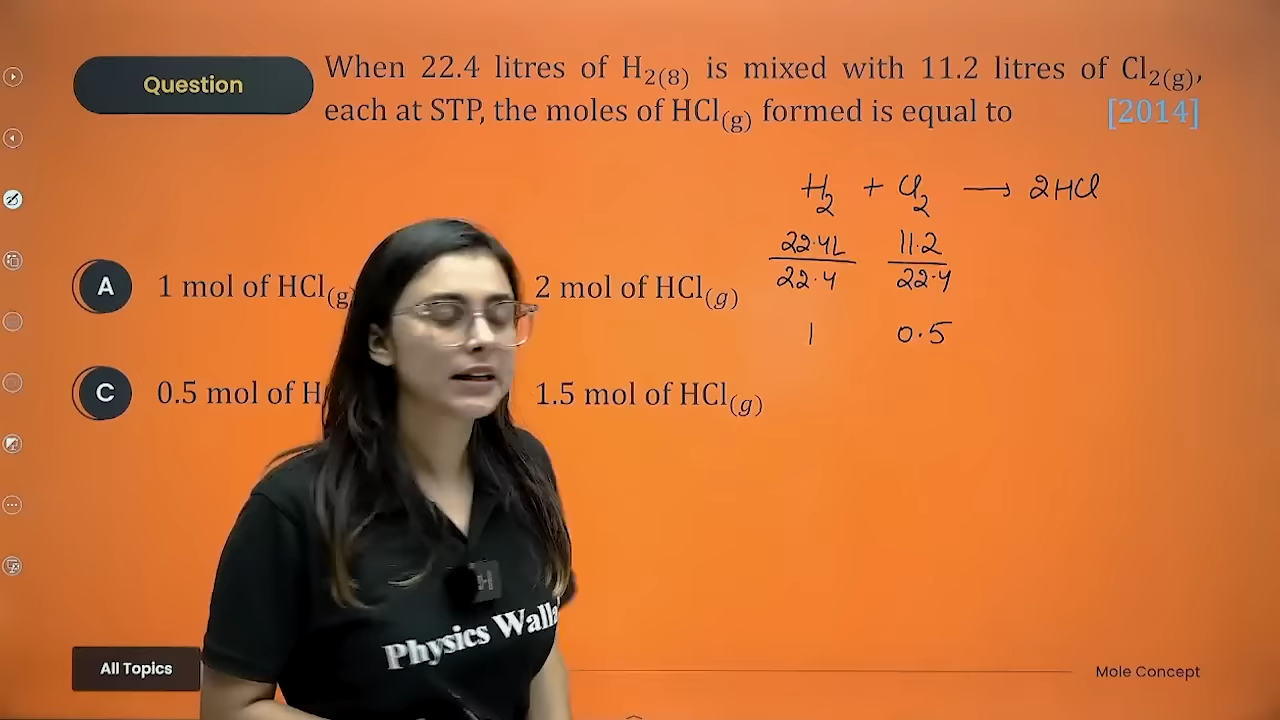 Question
When 22.4 litres of H₂₍₈₎ is mixed with 11.2 litres of Cl₂₍g₎,
each at STP, the moles of HCl₍g₎ formed is equal to [2014]
H₂ + Cl₂ ⟶ 2HCl
22.4L/22.4 11.2/22.4
1 0.5
A 1 mol of HCl₍g 2 mol of HCl₍g₎
C 0.5 mol of H 1.5 mol of HCl₍g₎
Physics Walla
All Topics
Mole Concept